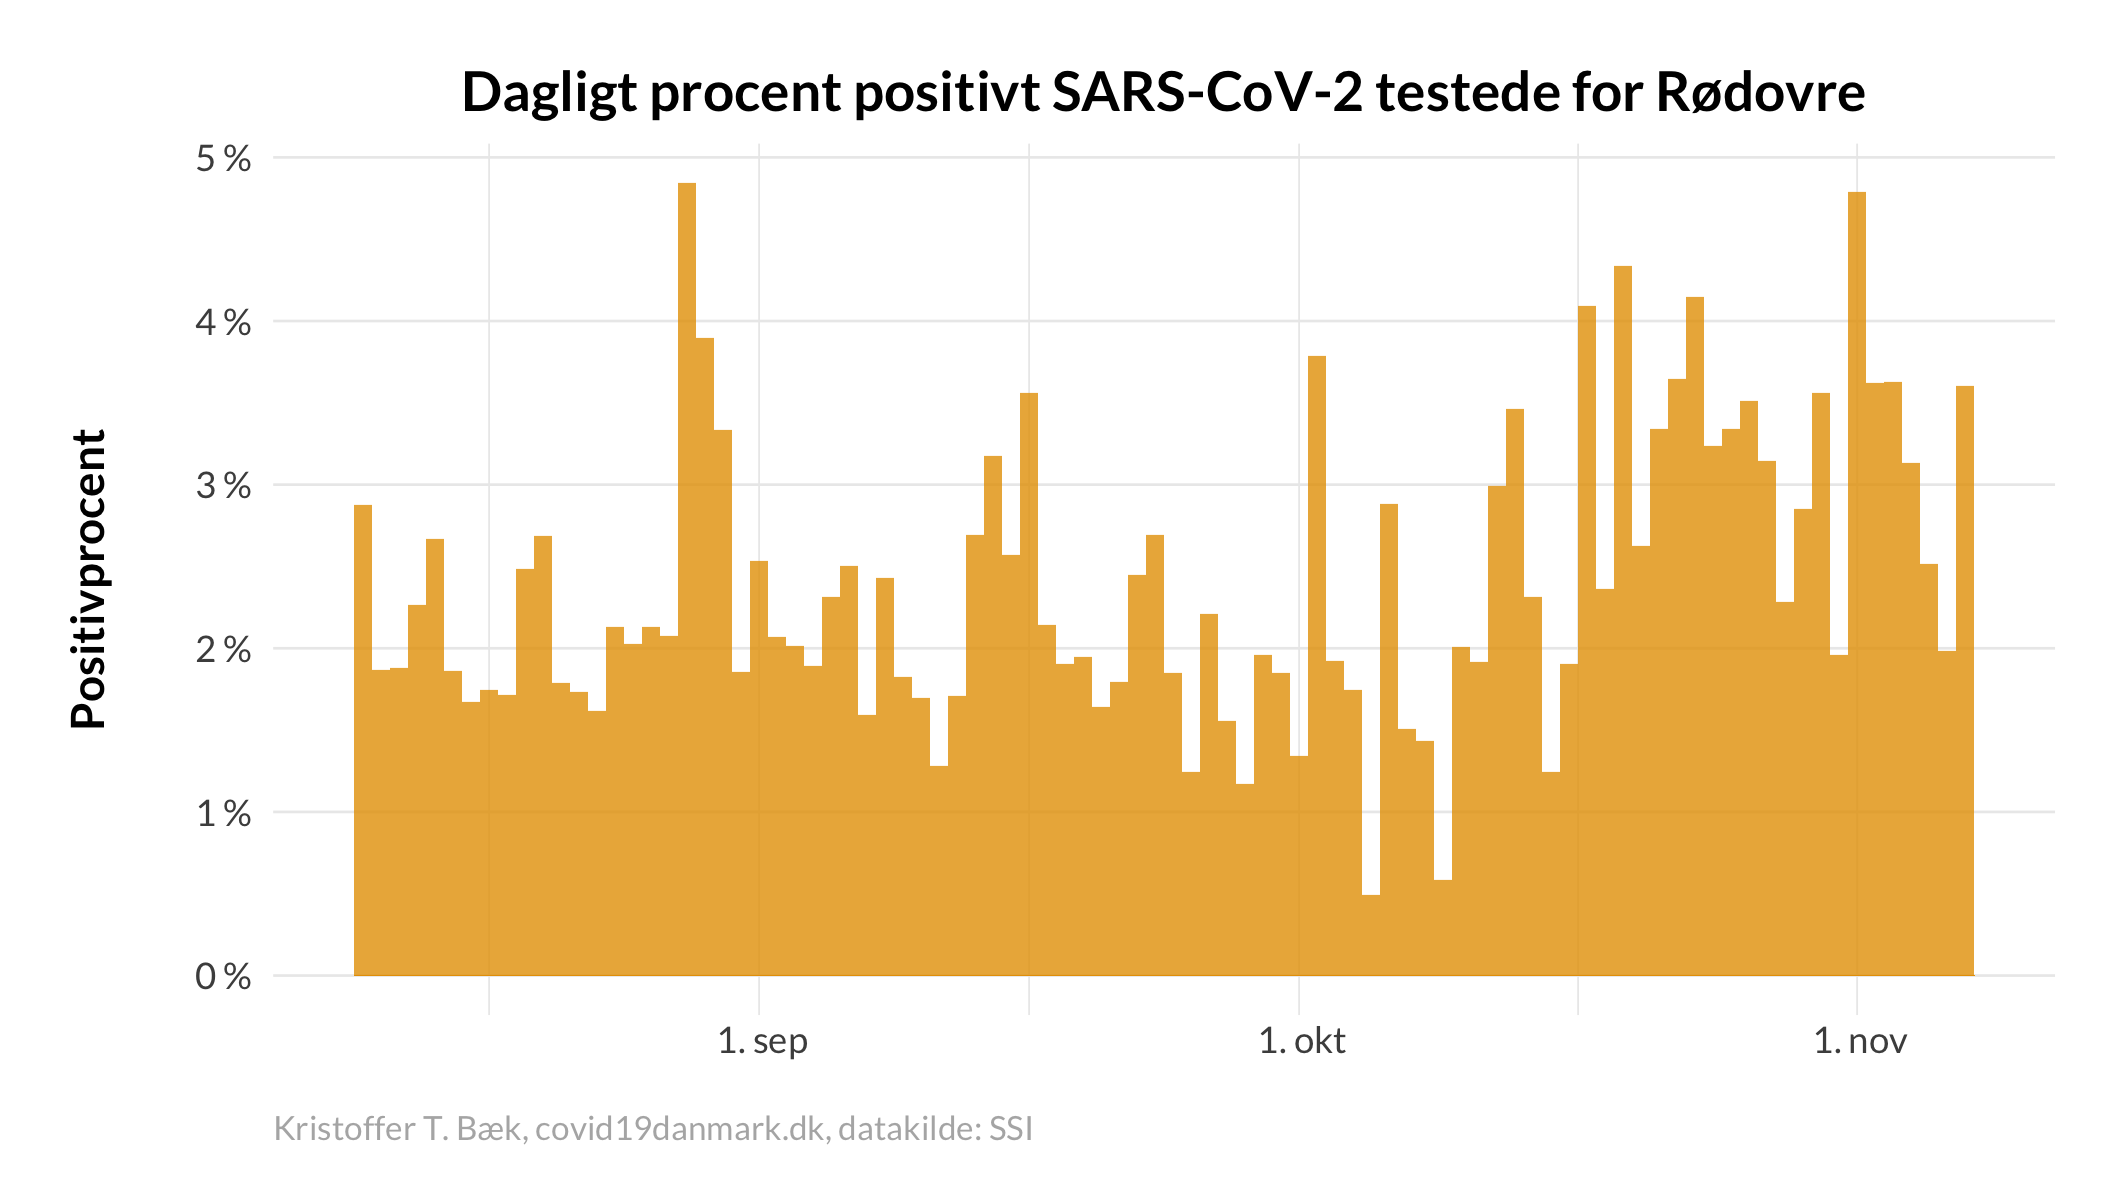 Dagligt procent positivt SARS-CoV-2 testede for Rødovre
Positivprocent
5 %
4 %
3 %
2 %
1 %
0 %
1. sep
1. okt
1. nov
Kristoffer T. Bæk, covid19danmark.dk, datakilde: SSI